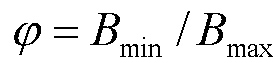 φ = B_min / B_max